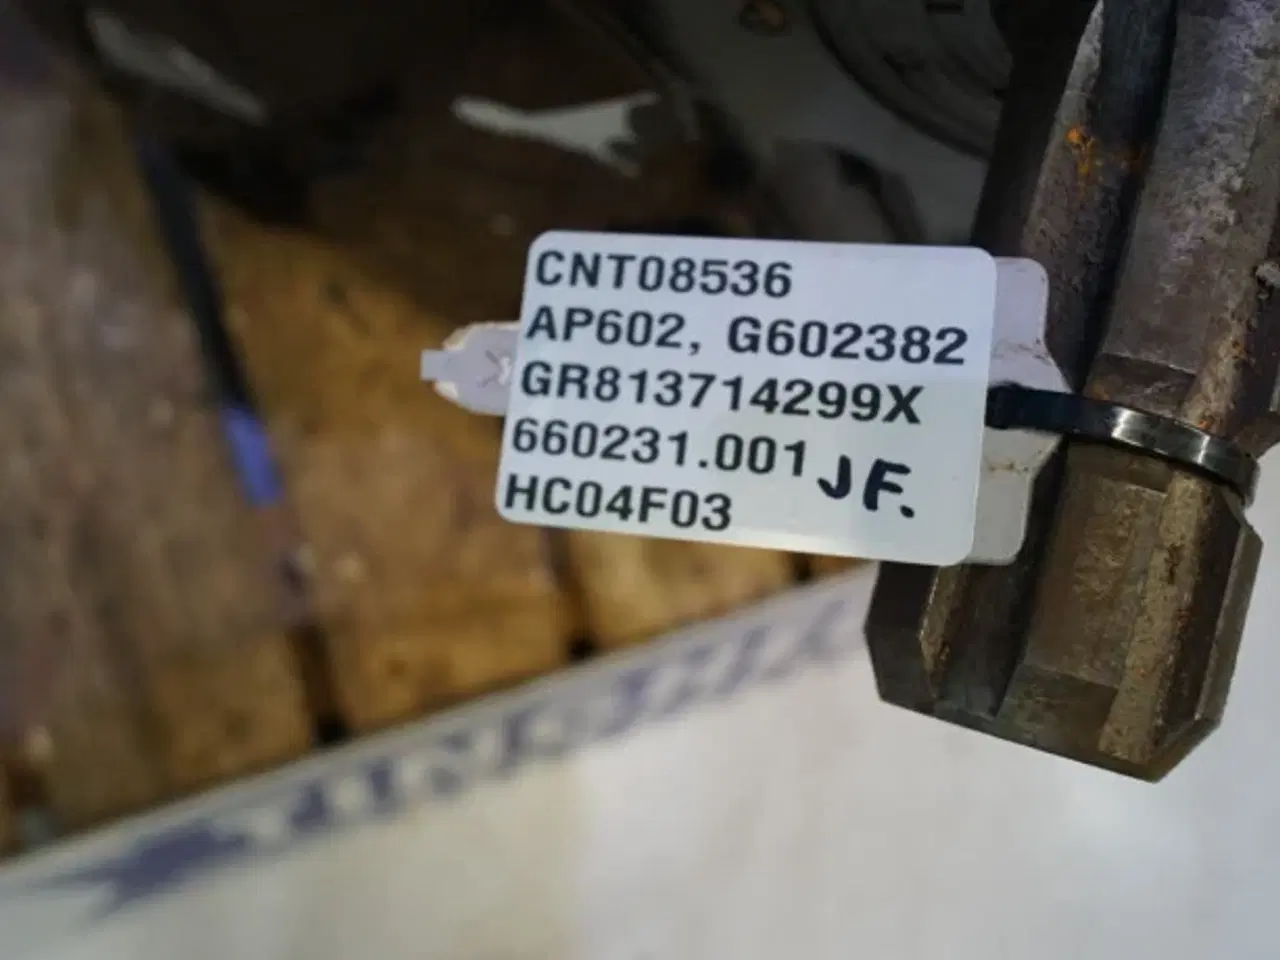 CNT08536
AP602, G602382
GR813714299X
660231.001 JF.
HC04F03